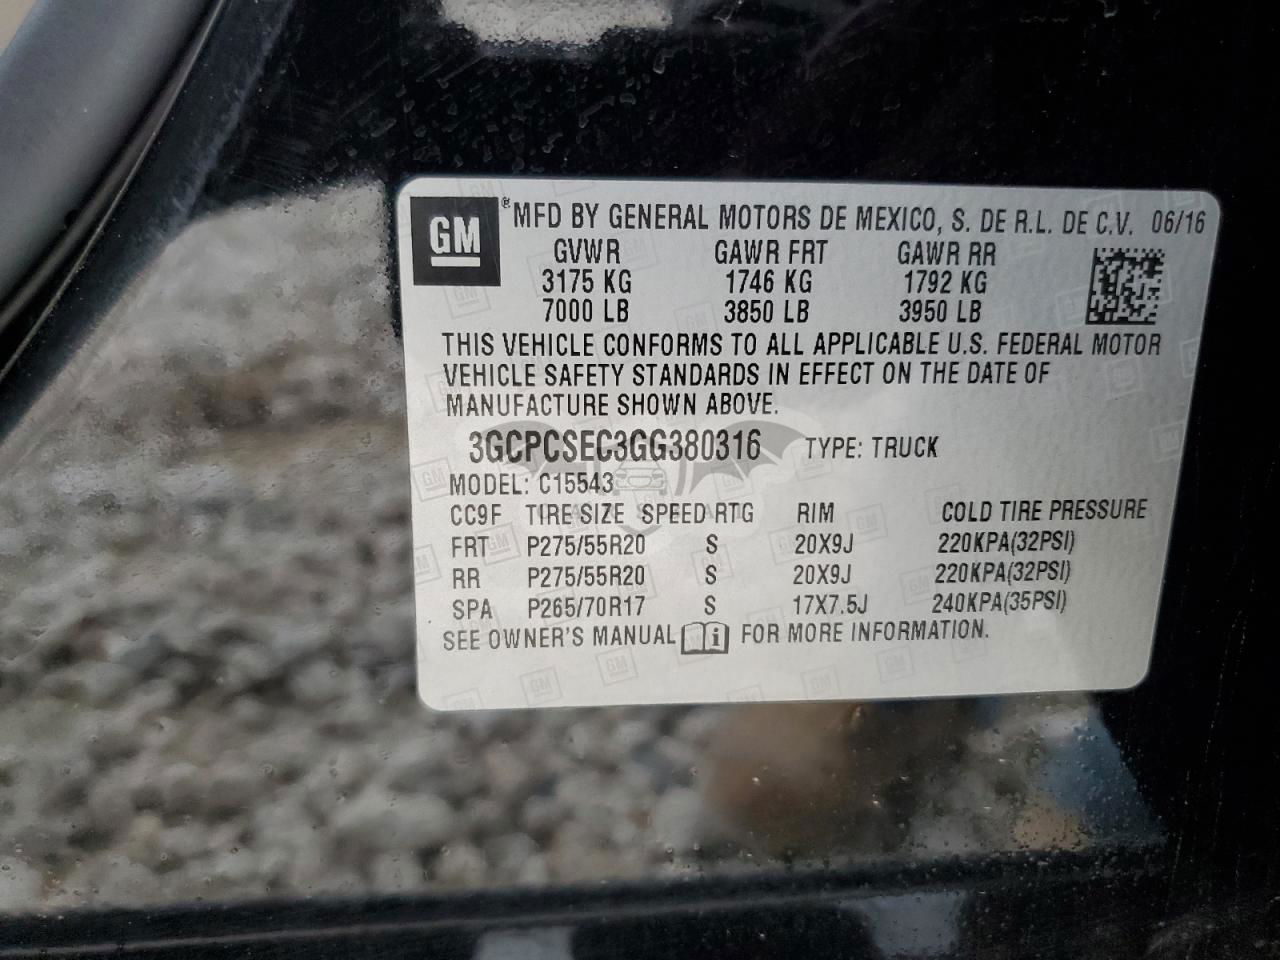 GM ® MFD BY GENERAL MOTORS DE MEXICO, S. DE R.L. DE C.V. 06/16
GVWR GAWR FRT GAWR RR
3175 KG 1746 KG 1792 KG
7000 LB 3850 LB 3950 LB
THIS VEHICLE CONFORMS TO ALL APPLICABLE U.S. FEDERAL MOTOR
VEHICLE SAFETY STANDARDS IN EFFECT ON THE DATE OF
MANUFACTURE SHOWN ABOVE.
3GCPCSEC3GG380316 TYPE: TRUCK
MODEL: C15543
CC9F TIRE SIZE SPEED RTG RIM COLD TIRE PRESSURE
FRT P275/55R20 S 20X9J 220KPA(32PSI)
RR P275/55R20 S 20X9J 220KPA(32PSI)
SPA P265/70R17 S 17X7.5J 240KPA(35PSI)
SEE OWNER'S MANUAL i FOR MORE INFORMATION.